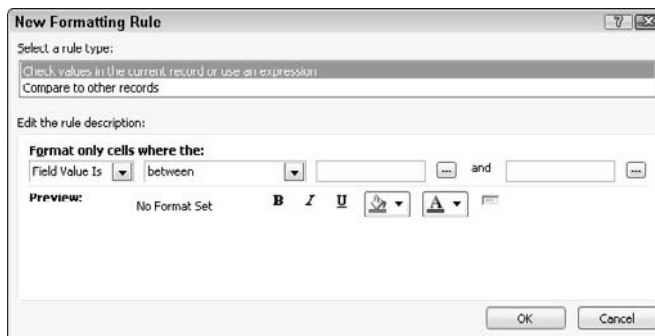 New Formatting Rule
Select a rule type:
Check values in the current record or use an expression
Compare to other records
Edit the rule description:
Format only cells where the:
Field Value Is between ... and ...
Preview: No Format Set B I U A
OK Cancel